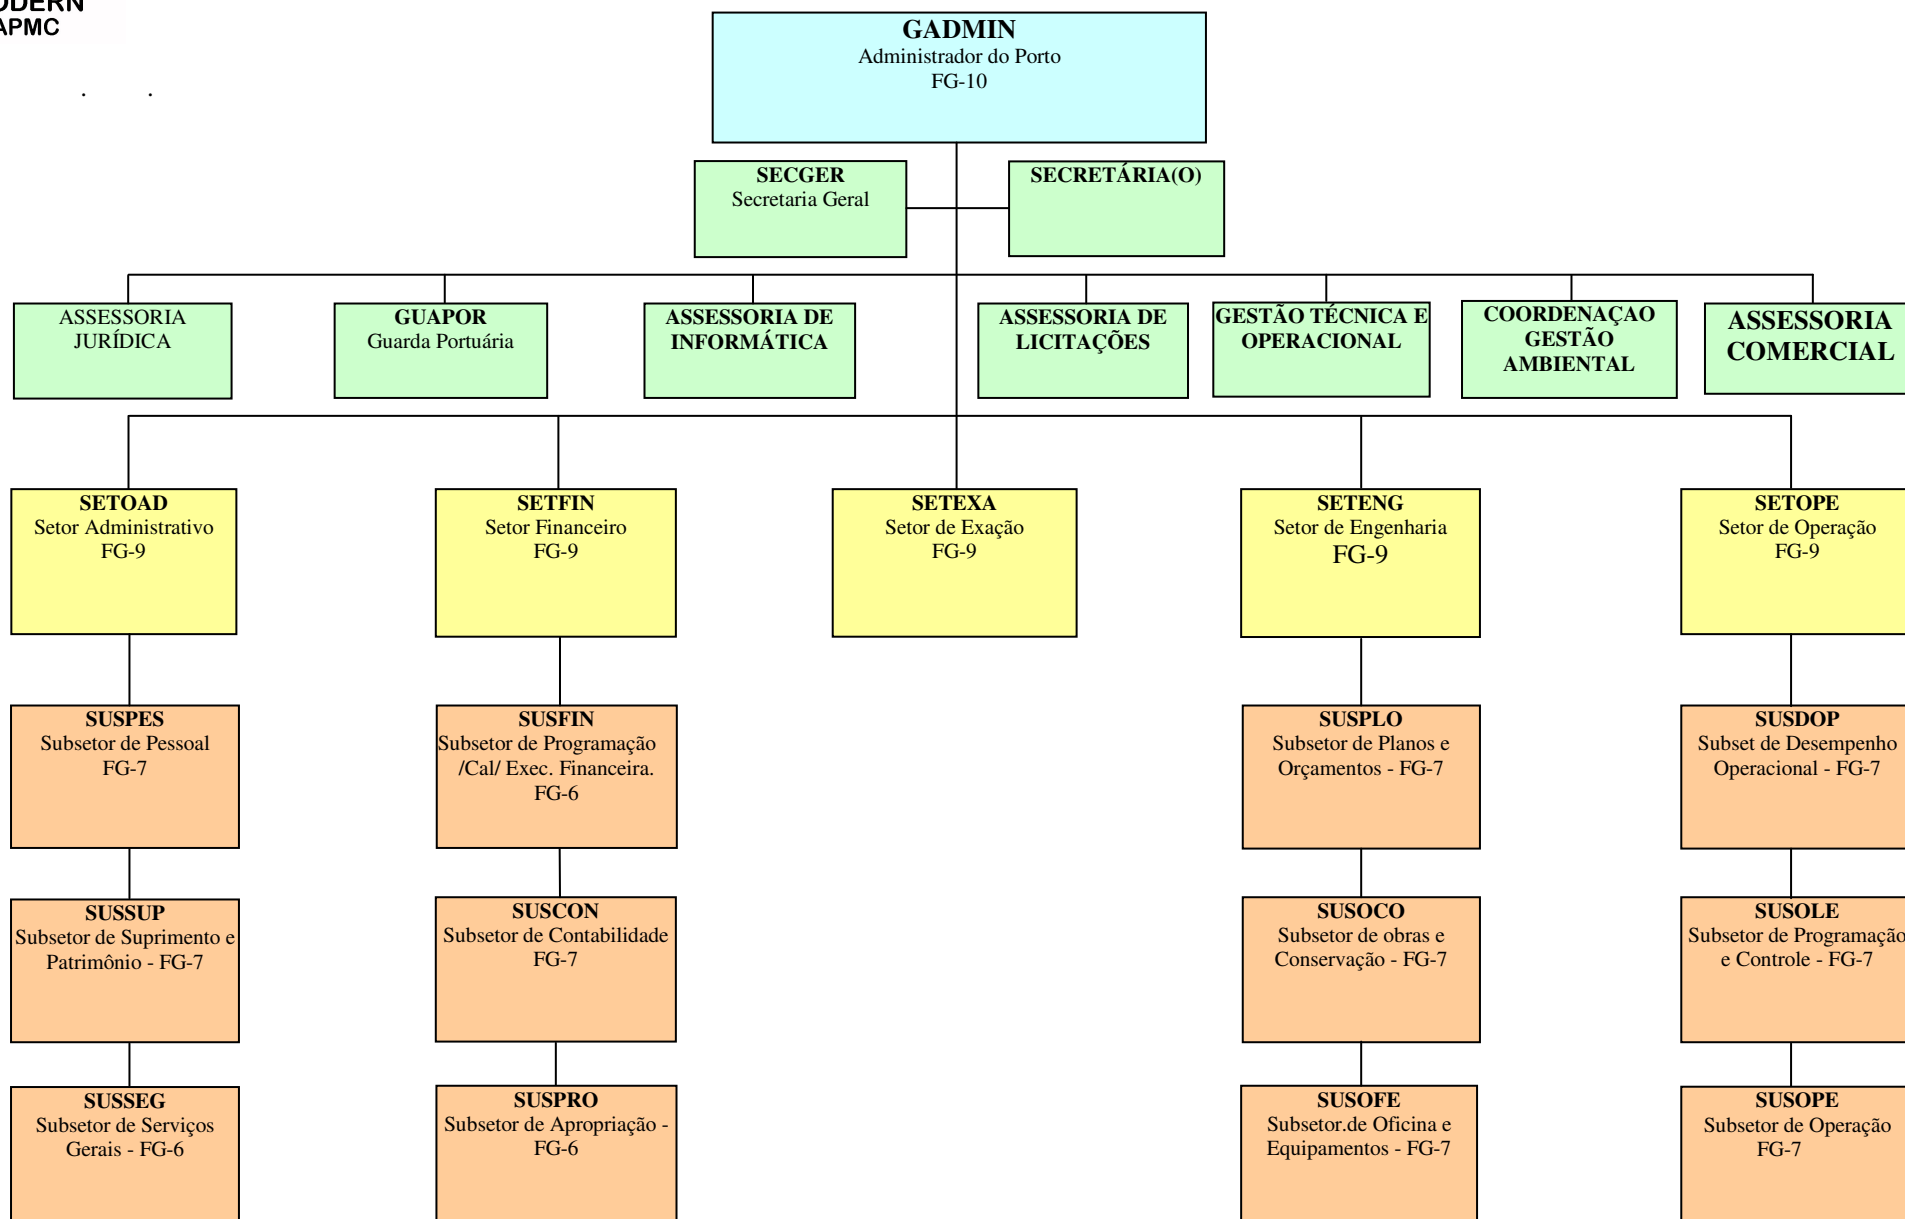 ODERN
APMC
. .
GADMIN
Administrador do Porto
FG-10
SECGER
Secretaria Geral
SECRETÁRIA(O)
ASSESSORIA
JURÍDICA
GUAPOR
Guarda Portuária
ASSESSORIA DE
INFORMÁTICA
ASSESSORIA DE
LICITAÇÕES
GESTÃO TÉCNICA E
OPERACIONAL
COORDENAÇAO
GESTÃO
AMBIENTAL
ASSESSORIA
COMERCIAL
SETOAD
Setor Administrativo
FG-9
SETFIN
Setor Financeiro
FG-9
SETEXA
Setor de Exação
FG-9
SETENG
Setor de Engenharia
FG-9
SETOPE
Setor de Operação
FG-9
SUSPES
Subsetor de Pessoal
FG-7
SUSFIN
Subsetor de Programação
/Cal/ Exec. Financeira.
FG-6
SUSPLO
Subsetor de Planos e
Orçamentos - FG-7
SUSDOP
Subset de Desempenho
Operacional - FG-7
SUSSUP
Subsetor de Suprimento e
Patrimônio - FG-7
SUSCON
Subsetor de Contabilidade
FG-7
SUSOCO
Subsetor de obras e
Conservação - FG-7
SUSOLE
Subsetor de Programação
e Controle - FG-7
SUSSEG
Subsetor de Serviços
Gerais - FG-6
SUSPRO
Subsetor de Apropriação -
FG-6
SUSOFE
Subsetor.de Oficina e
Equipamentos - FG-7
SUSOPE
Subsetor de Operação
FG-7